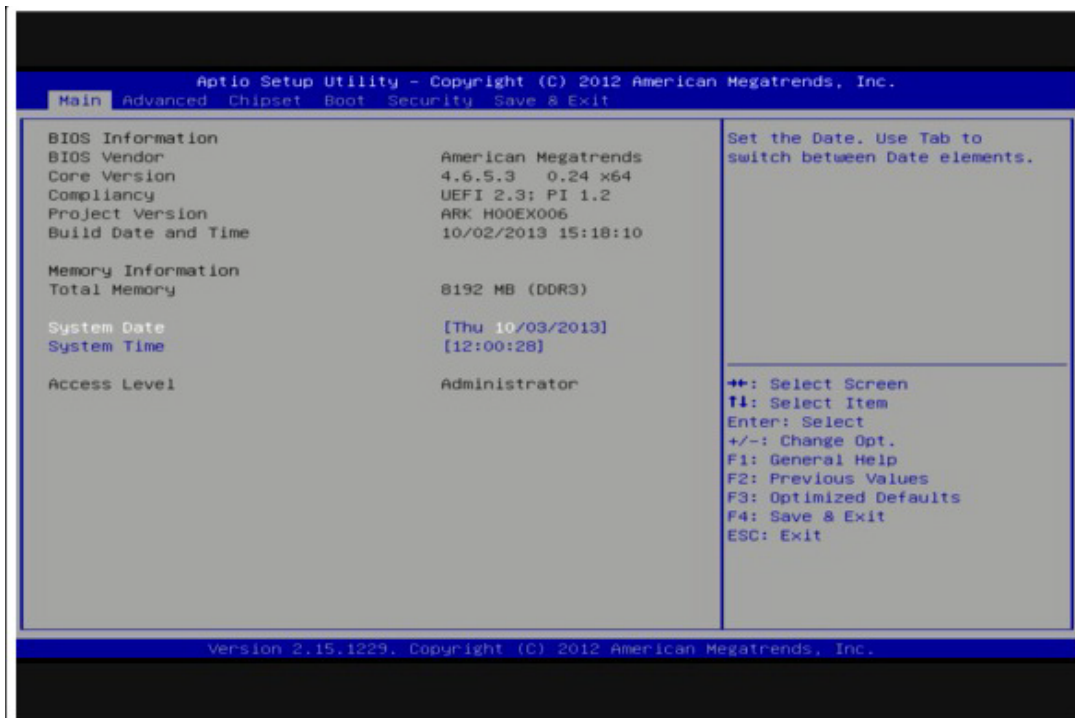 Aptio Setup Utility – Copyright (C) 2012 American Megatrends, Inc.
Main Advanced Chipset Boot Security Save & Exit
BIOS Information
BIOS Vendor American Megatrends
Core Version 4.6.5.3 0.24 x64
Compliancy UEFI 2.3; PI 1.2
Project Version ARK H00EX006
Build Date and Time 10/02/2013 15:18:10
Memory Information
Total Memory 8192 MB (DDR3)
System Date [Thu 10/03/2013]
System Time [12:00:28]
Access Level Administrator
Set the Date. Use Tab to
switch between Date elements.
→←: Select Screen
↑↓: Select Item
Enter: Select
+/-: Change Opt.
F1: General Help
F2: Previous Values
F3: Optimized Defaults
F4: Save & Exit
ESC: Exit
Version 2.15.1229. Copyright (C) 2012 American Megatrends, Inc.